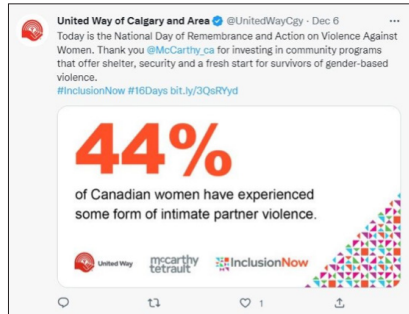 United Way of Calgary and Area @UnitedWayCgy · Dec 6
Today is the National Day of Remembrance and Action on Violence Against
Women. Thank you @McCarthy_ca for investing in community programs
that offer shelter, security and a fresh start for survivors of gender-based
violence.
#InclusionNow #16Days bit.ly/3QsRYyd
44%
of Canadian women have experienced
some form of intimate partner violence.
United Way
mccarthy
tetrault
InclusionNow
1